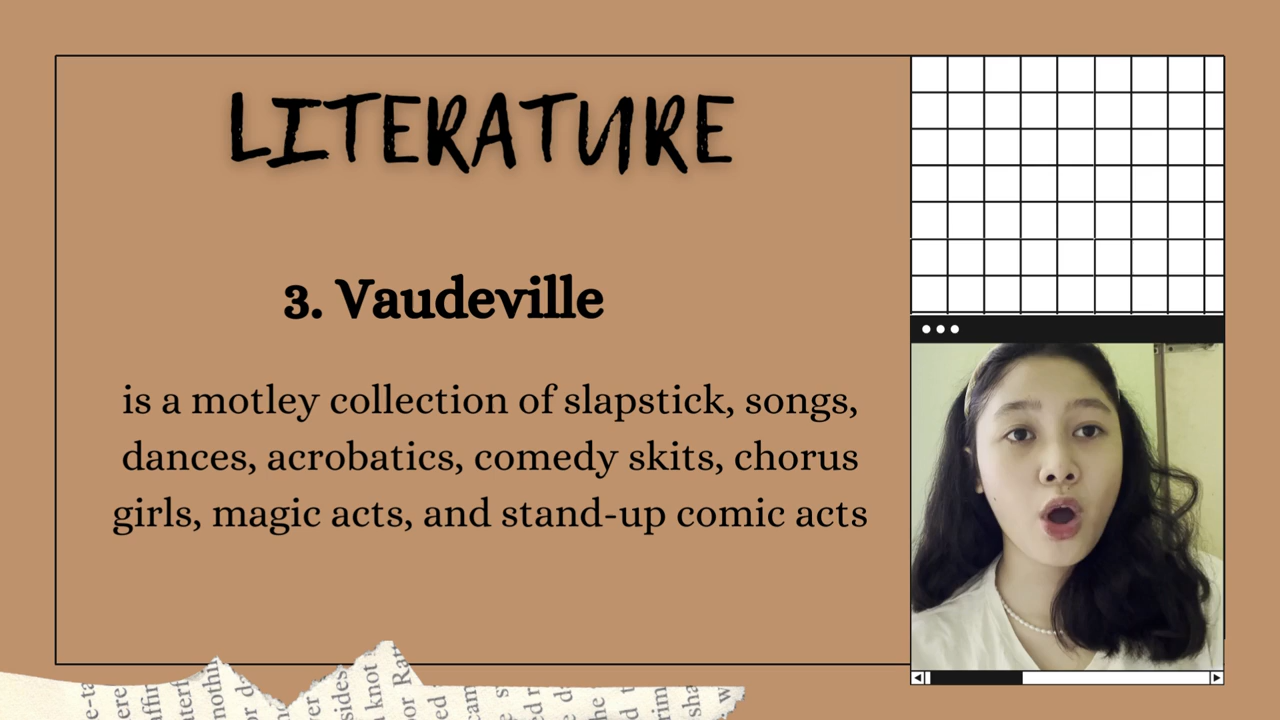 LITERATURE
3. Vaudeville
is a motley collection of slapstick, songs,
dances, acrobatics, comedy skits, chorus
girls, magic acts, and stand-up comic acts